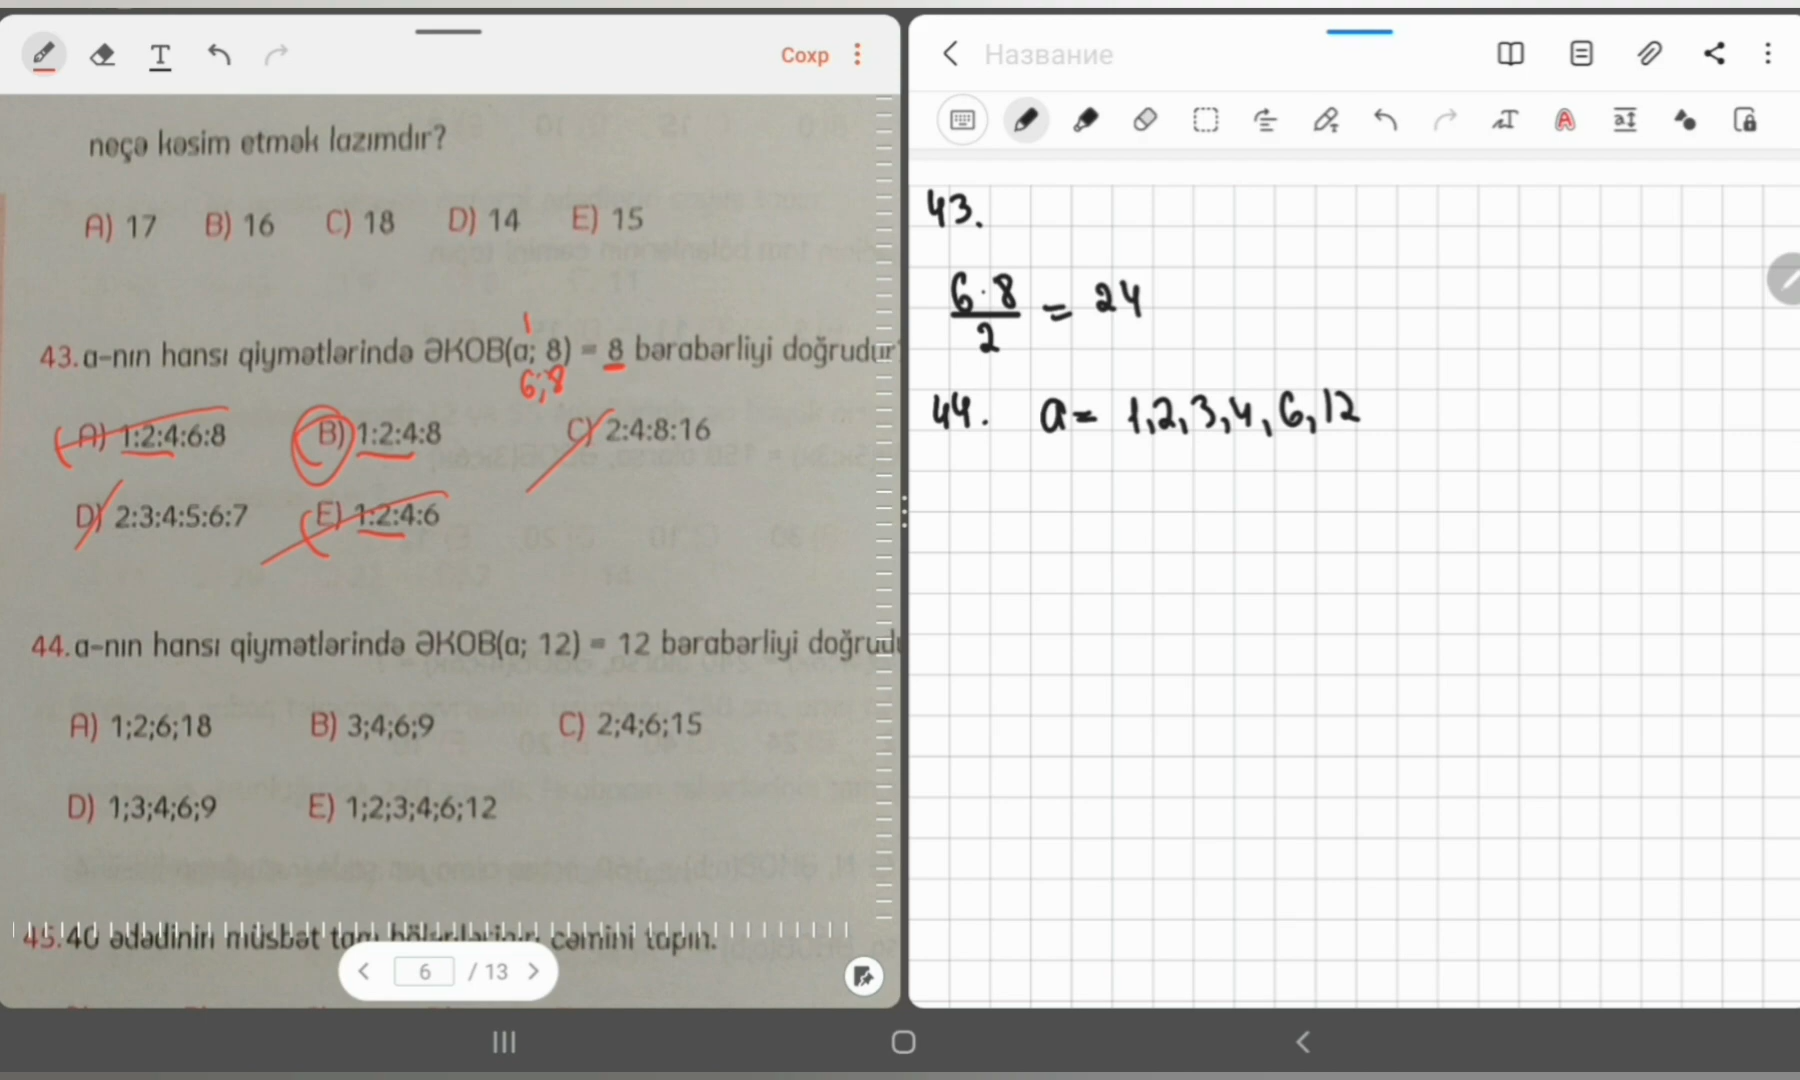 Сохр
neçə kəsim etmək lazımdır?
A) 17 B) 16 C) 18 D) 14 E) 15
1
43. a-nın hansı qiymətlərində ƏKOB(a; 8) = 8 bərabərliyi doğrudur?
6;8
A) 1:2:4:6:8 B) 1:2:4:8 C) 2:4:8:16
D) 2:3:4:5:6:7 E) 1:2:4:6
44. a-nın hansı qiymətlərində ƏKOB(a; 12) = 12 bərabərliyi
A) 1;2;6;18 B) 3;4;6;9 C) 2;4;6;15
D) 1;3;4;6;9 E) 1;2;3;4;6;12
45. 40 ədədinin müsbət tam bölənlərinin cəmini tapın.
6 / 13
Название
43.
6·8 / 2 = 24
44. a = 1,2,3,4,6,12